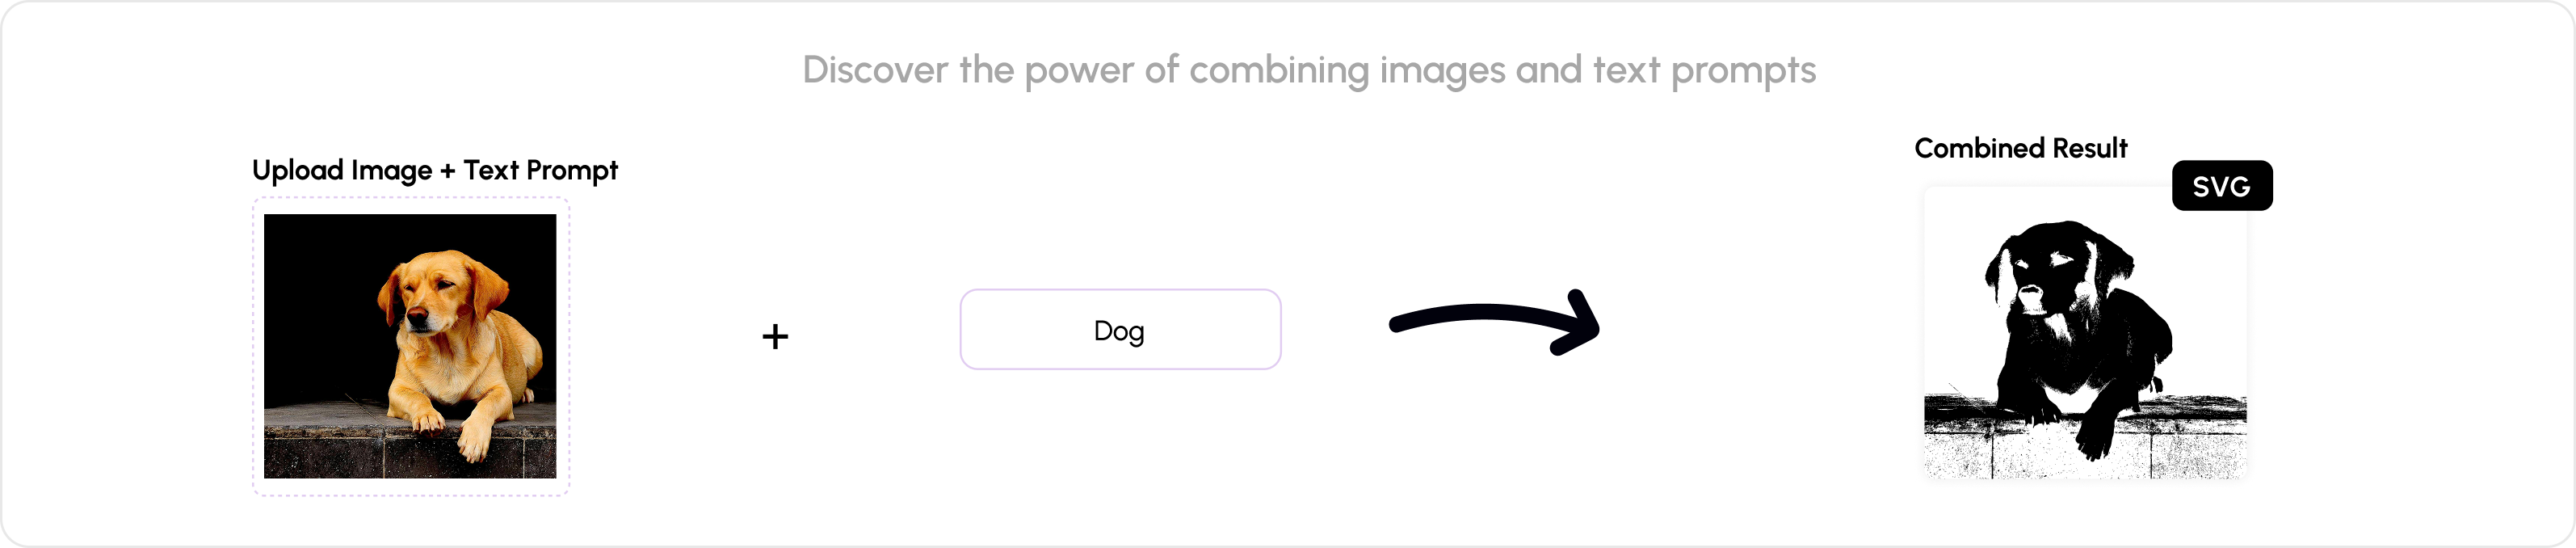 Discover the power of combining images and text prompts
Upload Image + Text Prompt
+
Dog
Combined Result
SVG